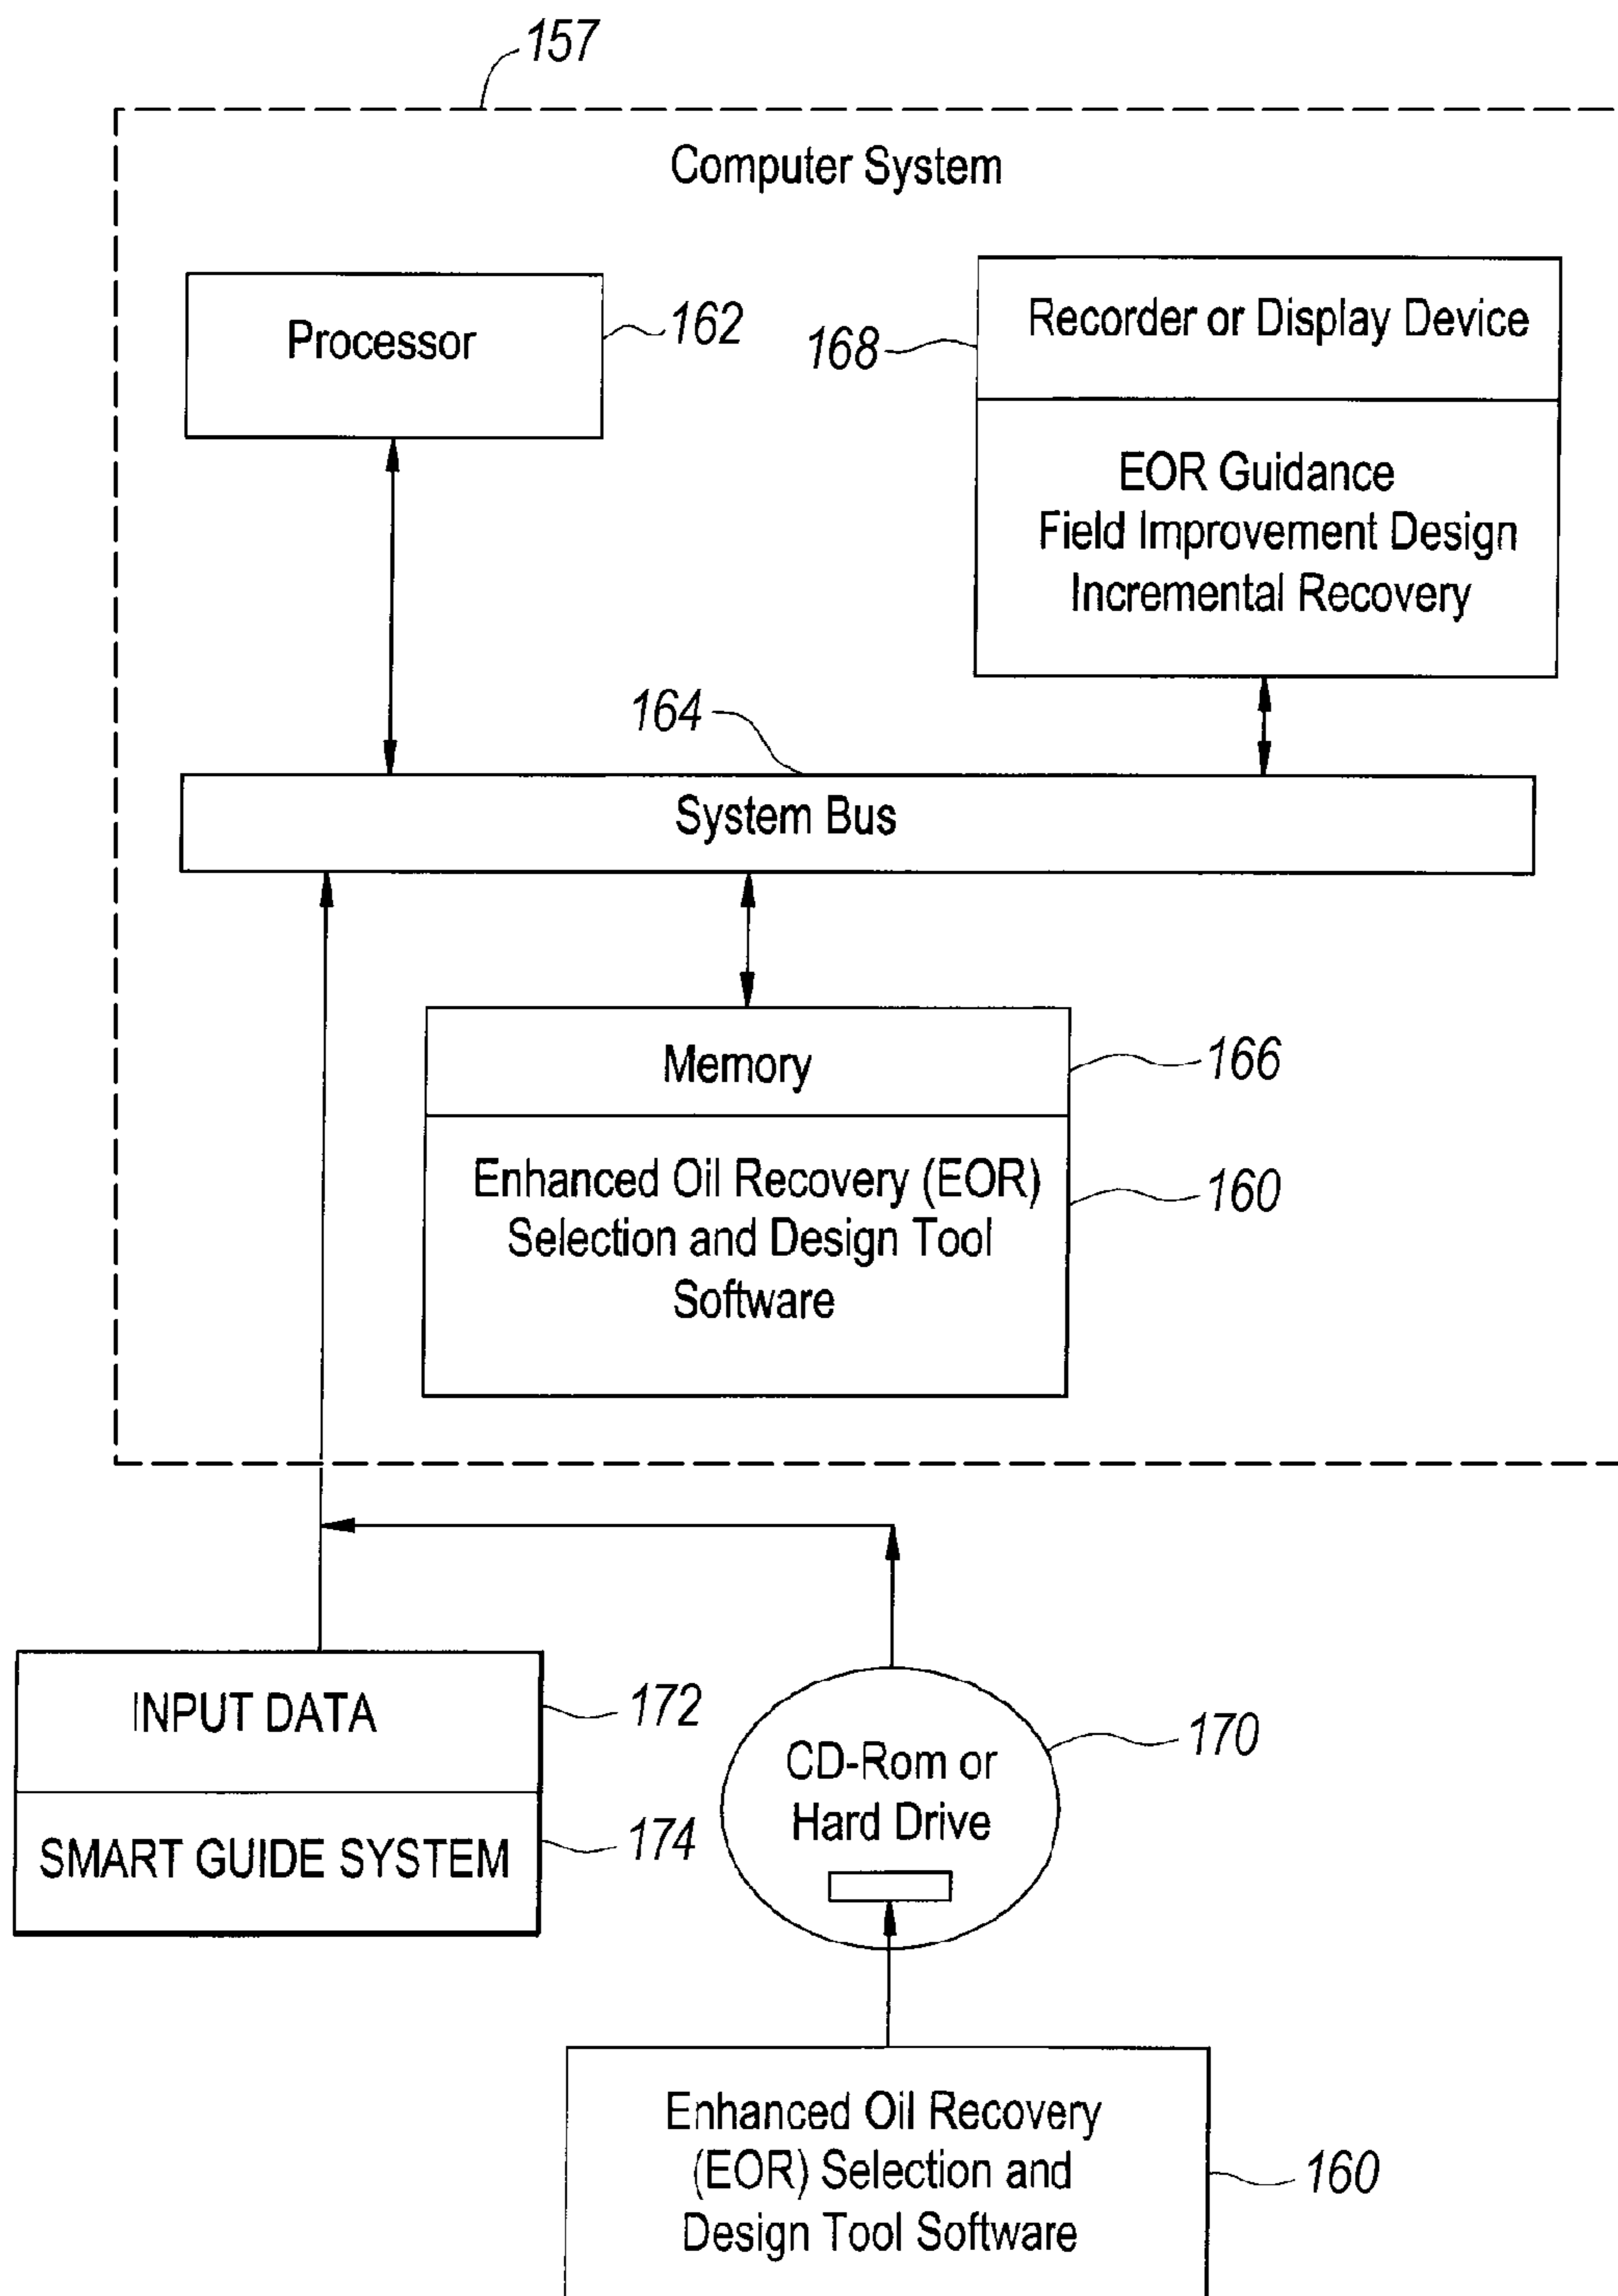 157
Computer System
Processor
162
168
Recorder or Display Device
EOR Guidance
Field Improvement Design
Incremental Recovery
164
System Bus
Memory
166
Enhanced Oil Recovery (EOR)
Selection and Design Tool
Software
160
INPUT DATA
172
SMART GUIDE SYSTEM
174
CD-Rom or
Hard Drive
170
Enhanced Oil Recovery
(EOR) Selection and
Design Tool Software
160